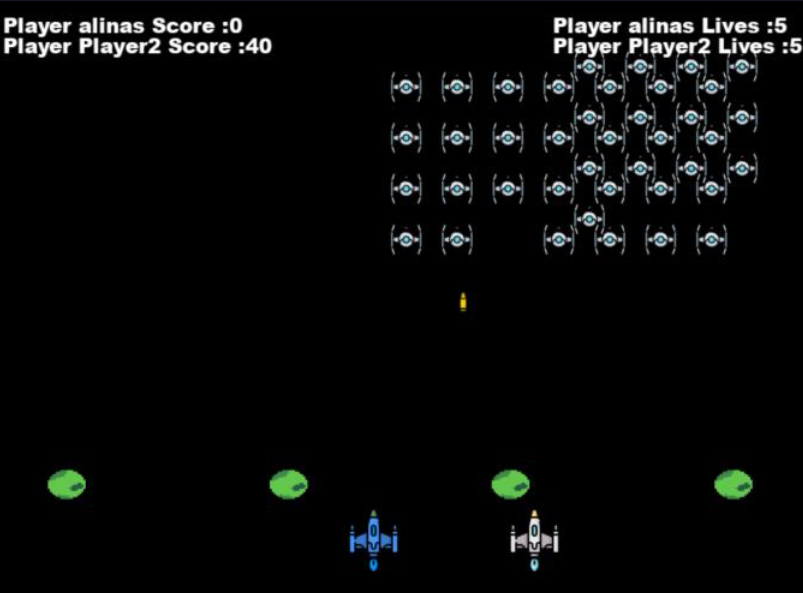 Player alinas Score :0
Player alinas Lives :5
Player Player2 Score :40
Player Player2 Lives :5